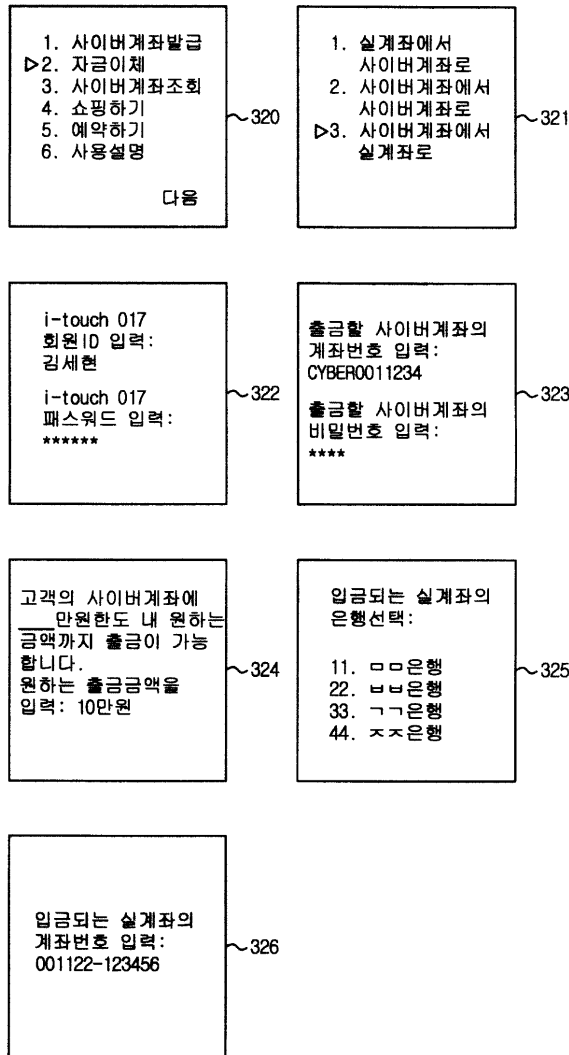 1. 사이버계좌발급
▷2. 자금이체
3. 사이버계좌조회
4. 쇼핑하기
5. 예약하기
6. 사용설명
다음
320
1. 실계좌에서
사이버계좌로
2. 사이버계좌에서
사이버계좌로
▷3. 사이버계좌에서
실계좌로
321
i-touch 017
회원ID 입력:
김세현
i-touch 017
패스워드 입력:
******
322
출금할 사이버계좌의
계좌번호 입력:
CYBER0011234
출금할 사이버계좌의
비밀번호 입력:
****
323
고객의 사이버계좌에
___만원한도 내 원하는
금액까지 출금이 가능
합니다.
원하는 출금금액을
입력: 10만원
324
입금되는 실계좌의
은행선택:
11. ㅁㅁ은행
22. ㅂㅂ은행
33. ㄱㄱ은행
44. ㅈㅈ은행
325
입금되는 실계좌의
계좌번호 입력:
001122-123456
326